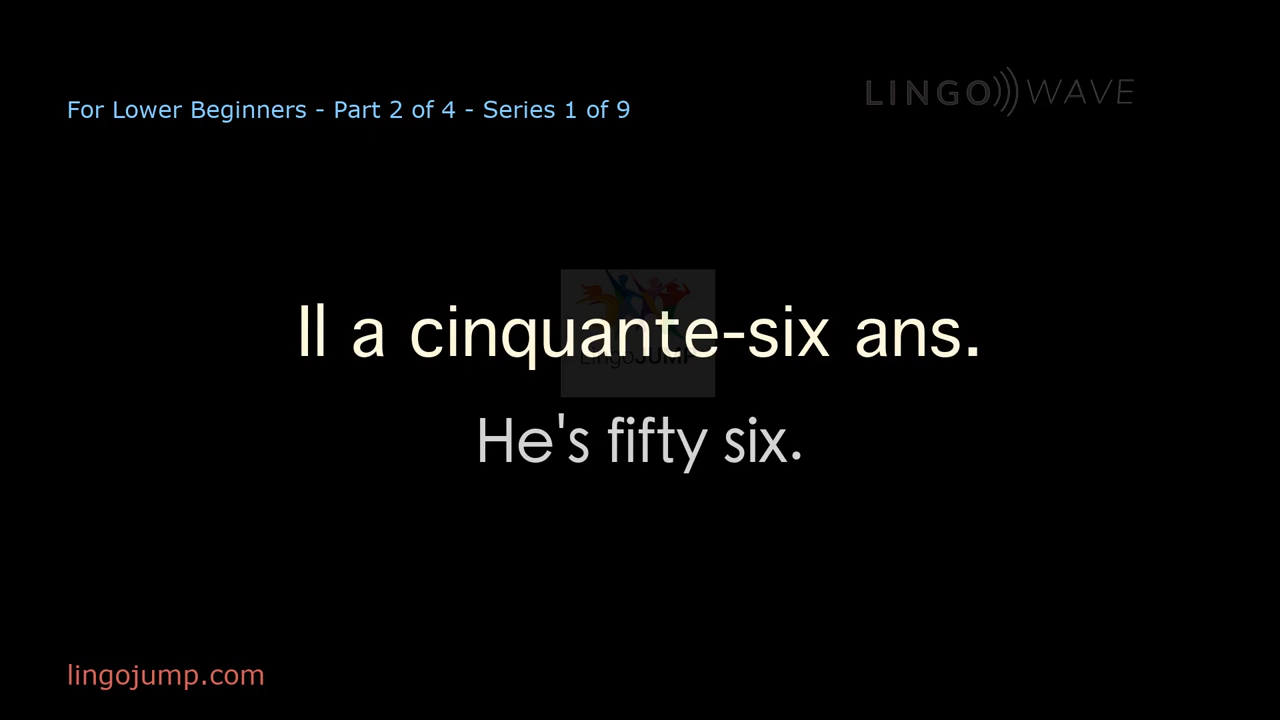 For Lower Beginners - Part 2 of 4 - Series 1 of 9
LINGO WAVE
Il a cinquante-six ans.
LingoJUMP
He's fifty six.
lingojump.com